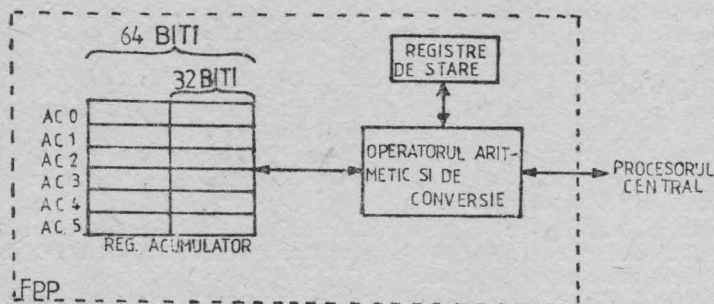 64 BITI
32 BITI
REGISTRE
DE STARE
AC 0
AC 1
AC 2
AC 3
AC 4
AC 5
REG. ACUMULATOR
OPERATORUL ARIT-
METIC SI DE
CONVERSIE
PROCESORUL
CENTRAL
FPP